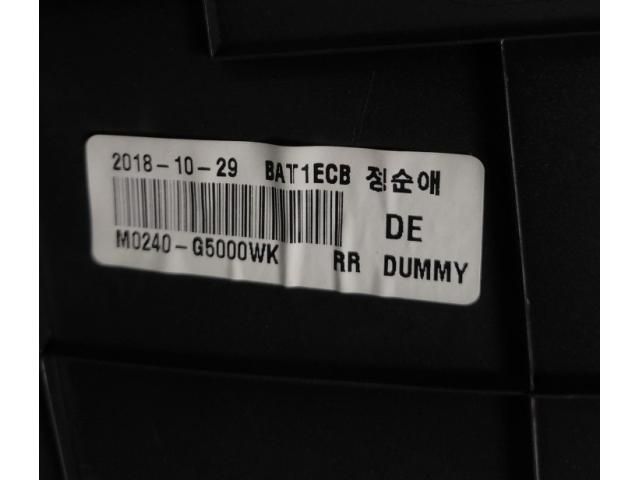 2018-10-29 BAT1ECB 정순애
DE
M0240-G5000WK RR DUMMY